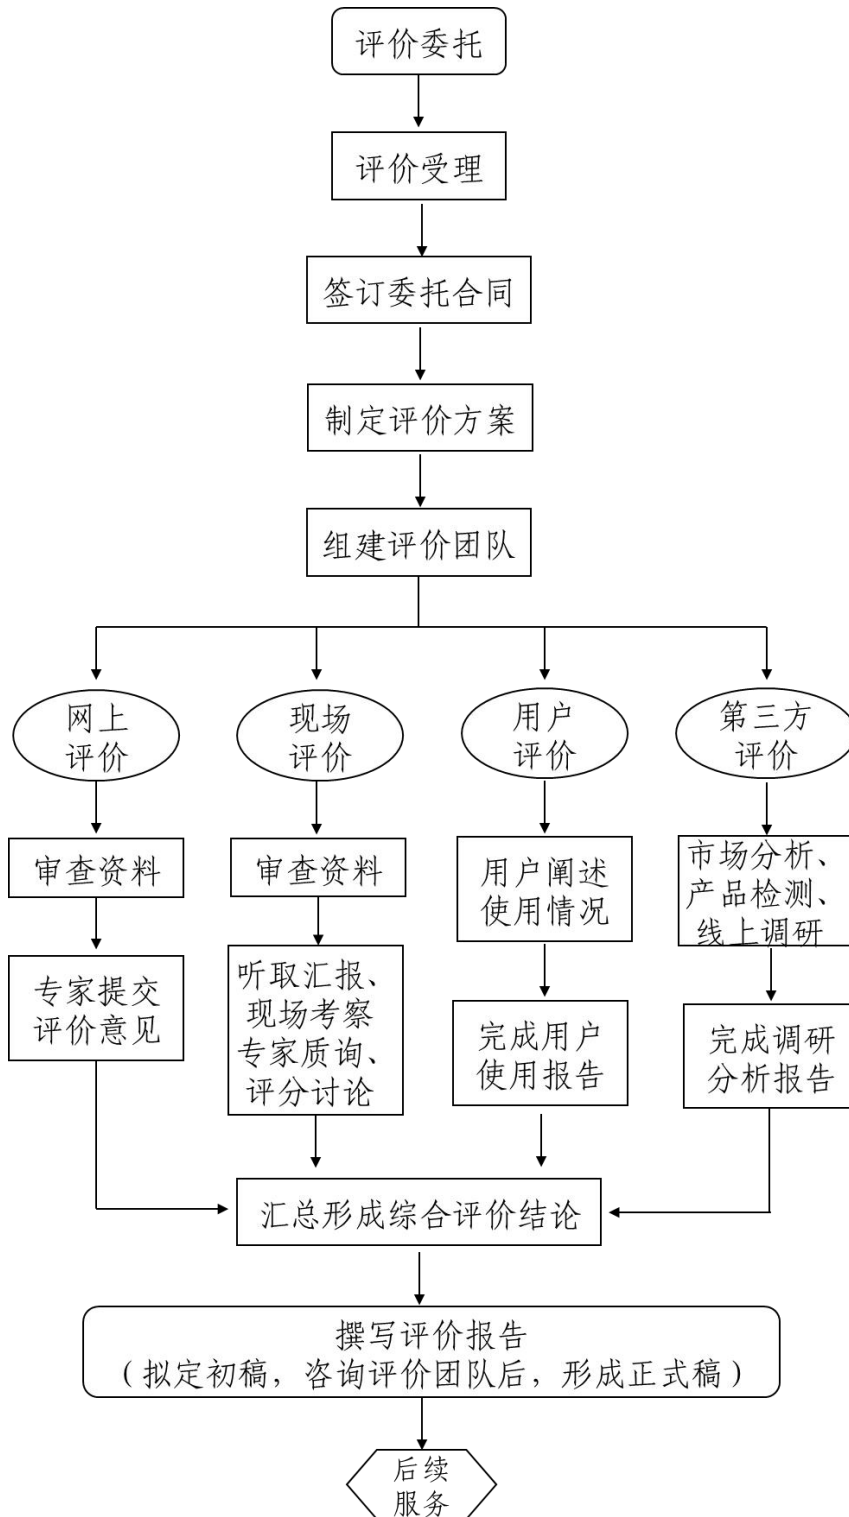 评价委托
评价受理
签订委托合同
制定评价方案
组建评价团队
网上
评价
现场
评价
用户
评价
第三方
评价
审查资料
审查资料
用户阐述
使用情况
市场分析、
产品检测、
线上调研
专家提交
评价意见
听取汇报、
现场考察
专家质询、
评分讨论
完成用户
使用报告
完成调研
分析报告
汇总形成综合评价结论
撰写评价报告
（拟定初稿，咨询评价团队后，形成正式稿）
后续
服务